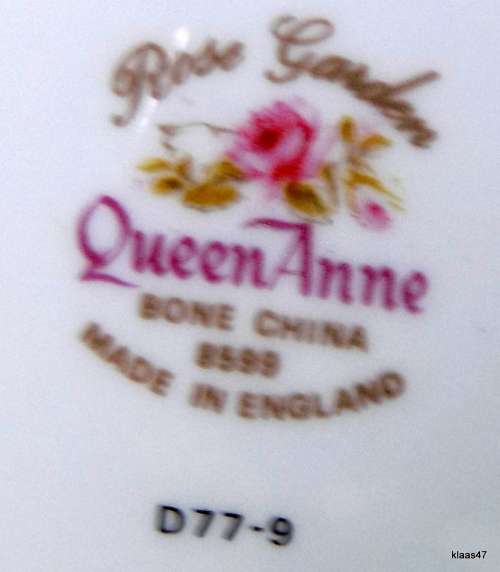 Rose Garden
Queen Anne
BONE CHINA
8599
MADE IN ENGLAND
D77-9
klaas47